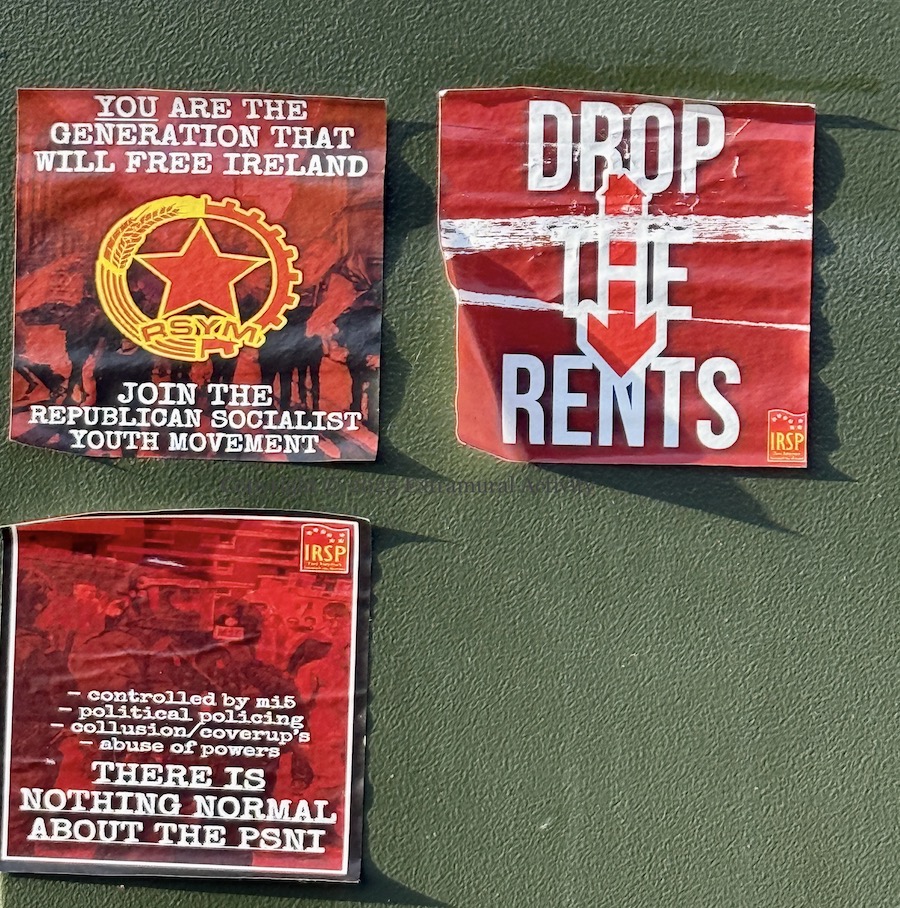 YOU ARE THE
GENERATION THAT
WILL FREE IRELAND
RSYM
JOIN THE
REPUBLICAN SOCIALIST
YOUTH MOVEMENT
DROP
THE
RENTS
IRSP
IRSP
- controlled by mi5
- political policing
- collusion/coverup's
- abuse of powers
THERE IS
NOTHING NORMAL
ABOUT THE PSNI